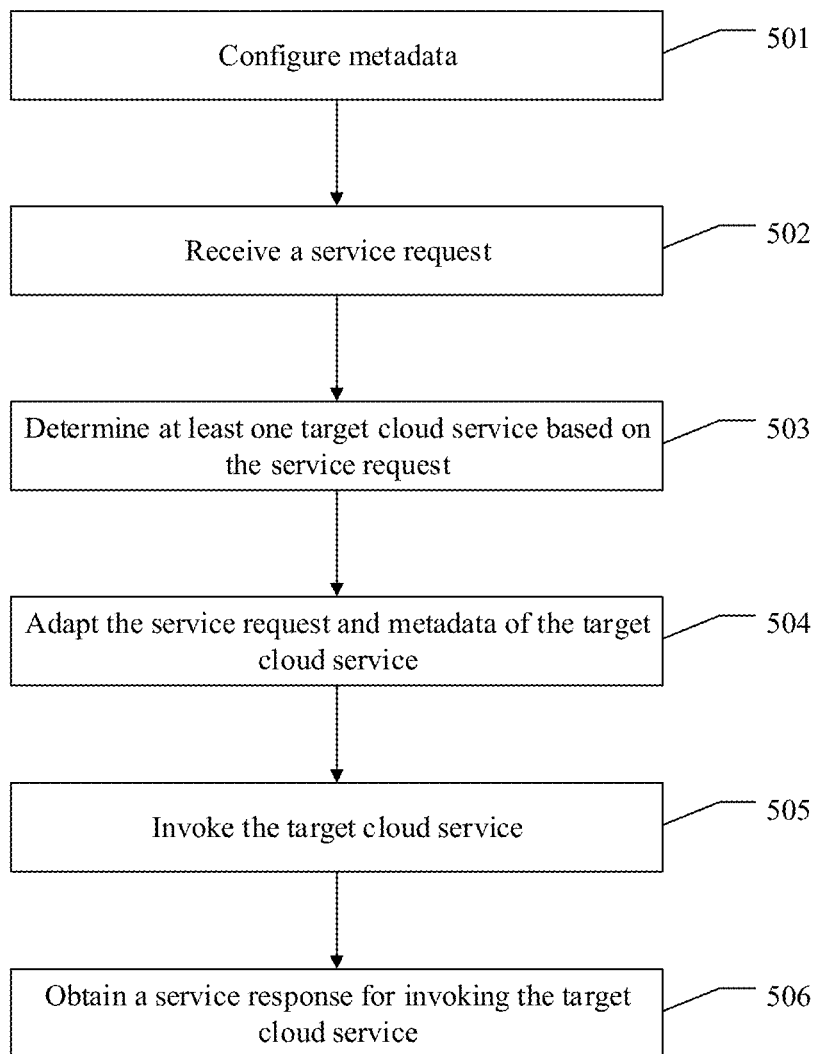 Configure metadata
501
Receive a service request
502
Determine at least one target cloud service based on
the service request
503
Adapt the service request and metadata of the target
cloud service
504
Invoke the target cloud service
505
Obtain a service response for invoking the target
cloud service
506